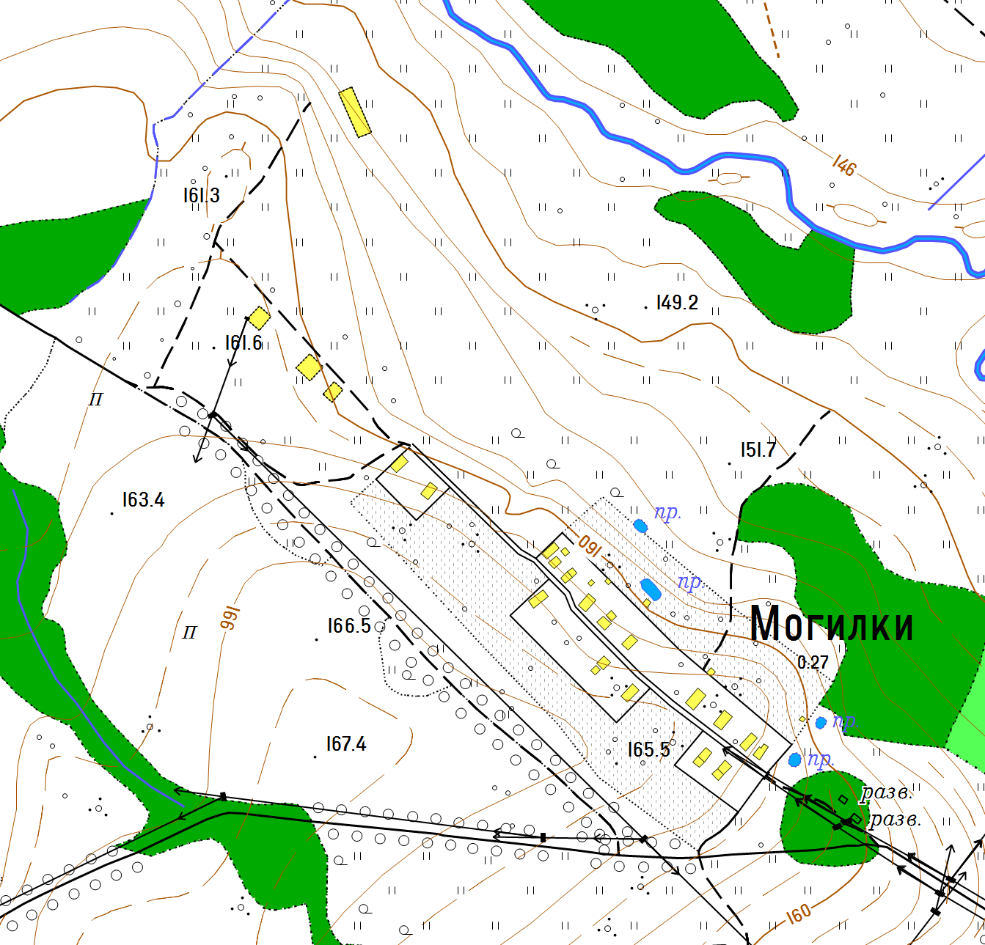 146
161.3
149.2
161.6
П
151.7
163.4
пр.
160
пр.
166
П
166.5
Могилки
0.27
пр.
167.4
165.5
пр.
разв.
разв.
160